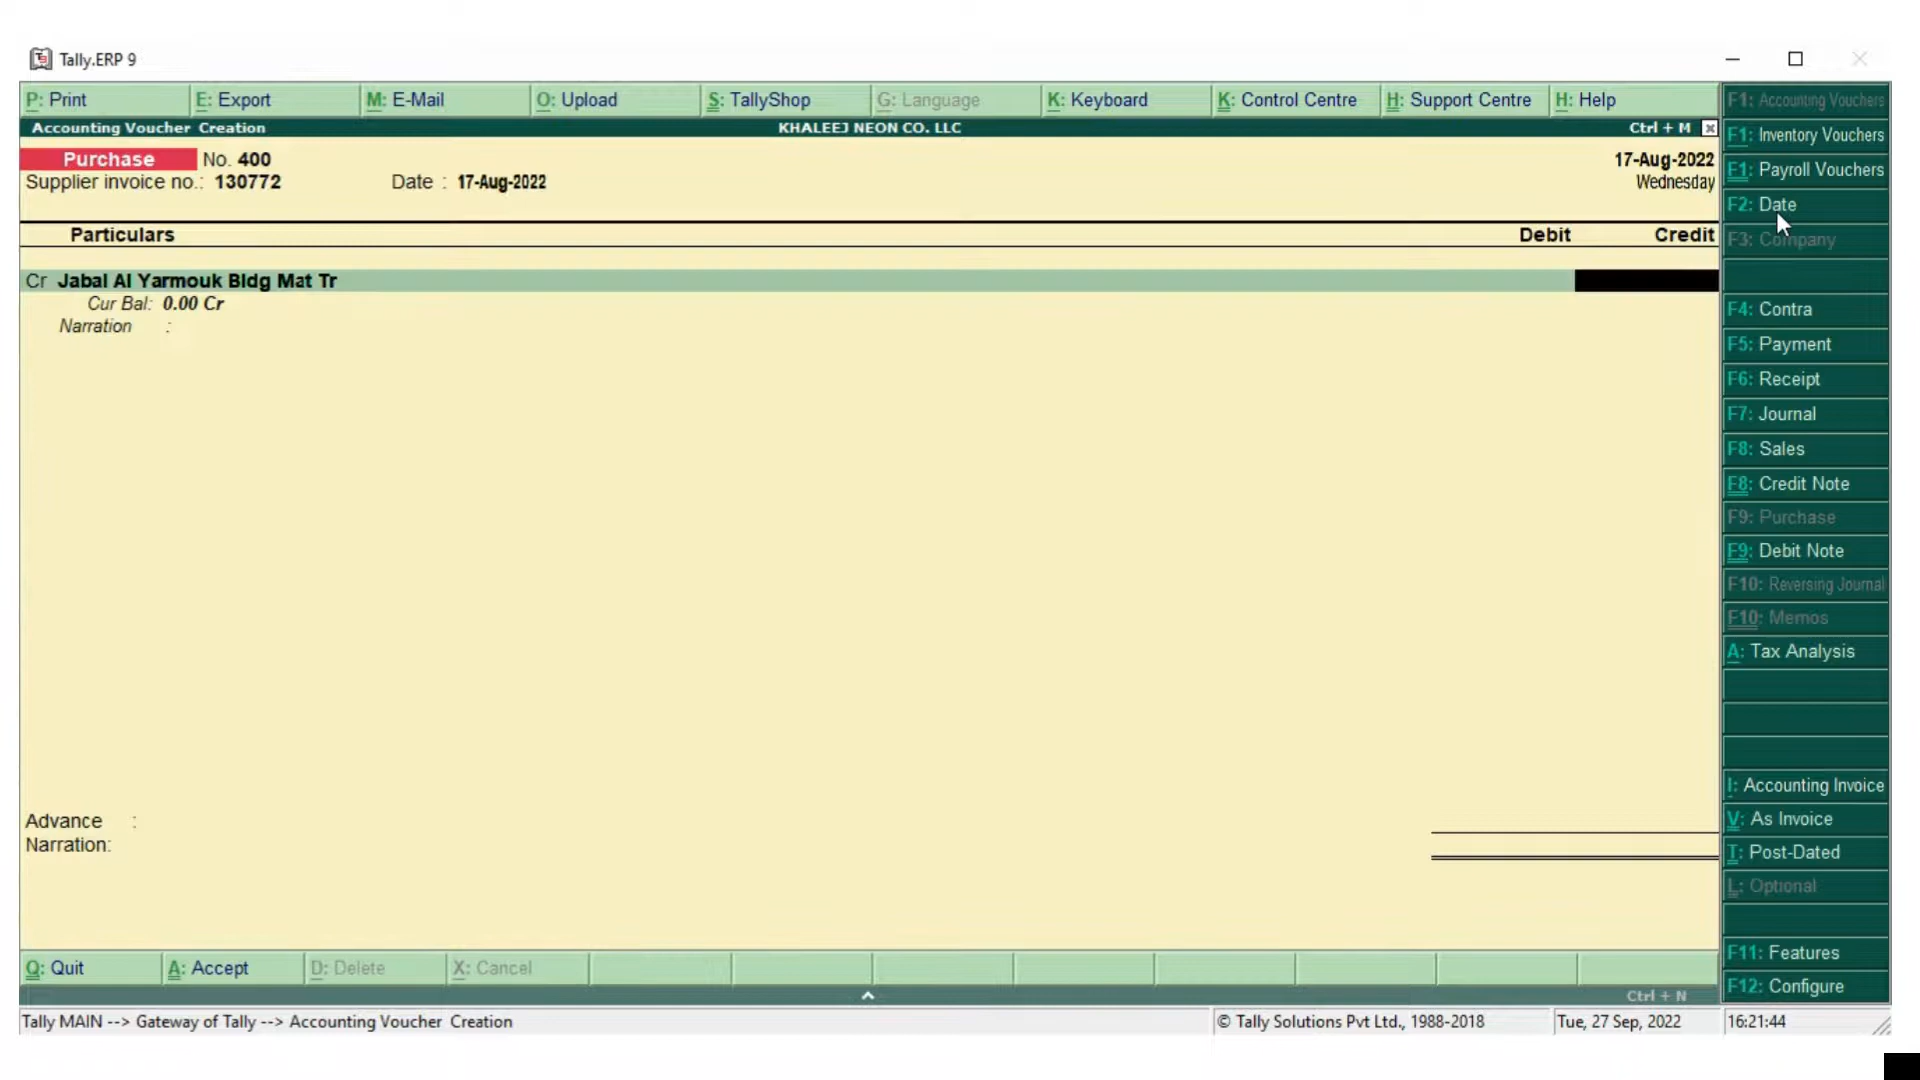 Tally.ERP 9
P: Print E: Export M: E-Mail O: Upload S: TallyShop G: Language K: Keyboard K: Control Centre H: Support Centre H: Help
Accounting Voucher Creation KHALEEJ NEON CO. LLC Ctrl + M
Purchase No. 400 17-Aug-2022
Supplier invoice no.: 130772 Date : 17-Aug-2022 Wednesday
Particulars Debit Credit
Cr Jabal Al Yarmouk Bldg Mat Tr
Cur Bal: 0.00 Cr
Narration :
Advance :
Narration:
Q: Quit A: Accept D: Delete X: Cancel
Ctrl + N
F1: Accounting Vouchers
F1: Inventory Vouchers
F1: Payroll Vouchers
F2: Date
F3: Company
F4: Contra
F5: Payment
F6: Receipt
F7: Journal
F8: Sales
F8: Credit Note
F9: Purchase
F9: Debit Note
F10: Reversing Journal
F10: Memos
A: Tax Analysis
I: Accounting Invoice
V: As Invoice
T: Post-Dated
L: Optional
F11: Features
F12: Configure
Tally MAIN --> Gateway of Tally --> Accounting Voucher Creation © Tally Solutions Pvt Ltd., 1988-2018 Tue, 27 Sep, 2022 16:21:44